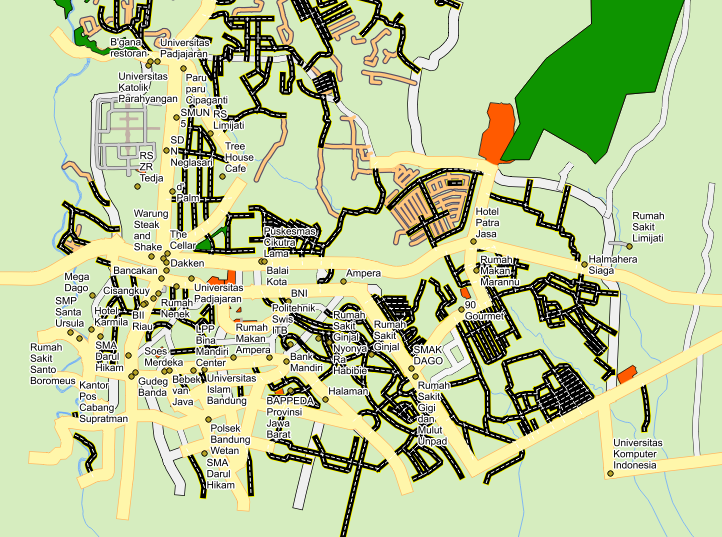 B'gana
restoran
Universitas
Padjajaran
Universitas
Katolik
Parahyangan
Paru
paru
Cipaganti
SMUN
5
RS
Limijati
SD
N
Neglasari
Tree
House
Cafe
RS
ZR
Tedja
d'
Palm
Warung
Steak
and
Shake
The
Cellar
Puskesmas
Cikutra
Lama
Hotel
Patra
Jasa
Rumah
Sakit
Limijati
Halmahera
Siaga
Rumah
Makan
Marannu
Bancakan
Dakken
Balai
Kota
Ampera
Mega
Dago
Cisangkuy
Universitas
Padjajaran
BNI
90
Gourmet
SMP
Santa
Ursula
Hotel
Karmila
BII
Riau
Rumah
Nenek
Politehnik
Swis
ITB
Rumah
Sakit
Ginjal
Nyonya
Ra
Habibie
Rumah
Sakit
Ginjal
LPP
Bina
Mandiri
Center
Rumah
Makan
Ampera
Rumah
Sakit
Santo
Boromeus
SMA
Darul
Hikam
Soes
Merdeka
Bank
Mandiri
SMAK
DAGO
Kantor
Pos
Cabang
Supratman
Gudeg
Banda
Bebek
van
Java
Universitas
Islam
Bandung
BAPPEDA
Provinsi
Jawa
Barat
Halaman
Rumah
Sakit
Gigi
dan
Mulut
Unpad
Polsek
Bandung
Wetan
SMA
Darul
Hikam
Universitas
Komputer
Indonesia